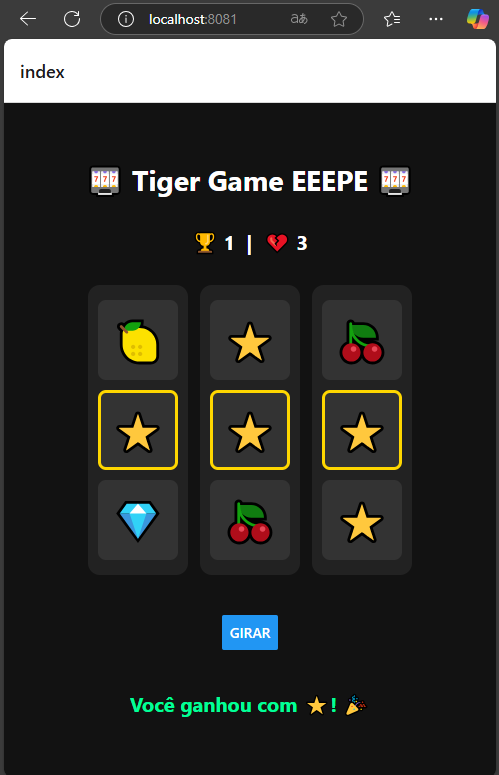 localhost:8081
index
🎰 Tiger Game EEEPE 🎰
🏆 1 | 💔 3
GIRAR
Você ganhou com ⭐! 🎉